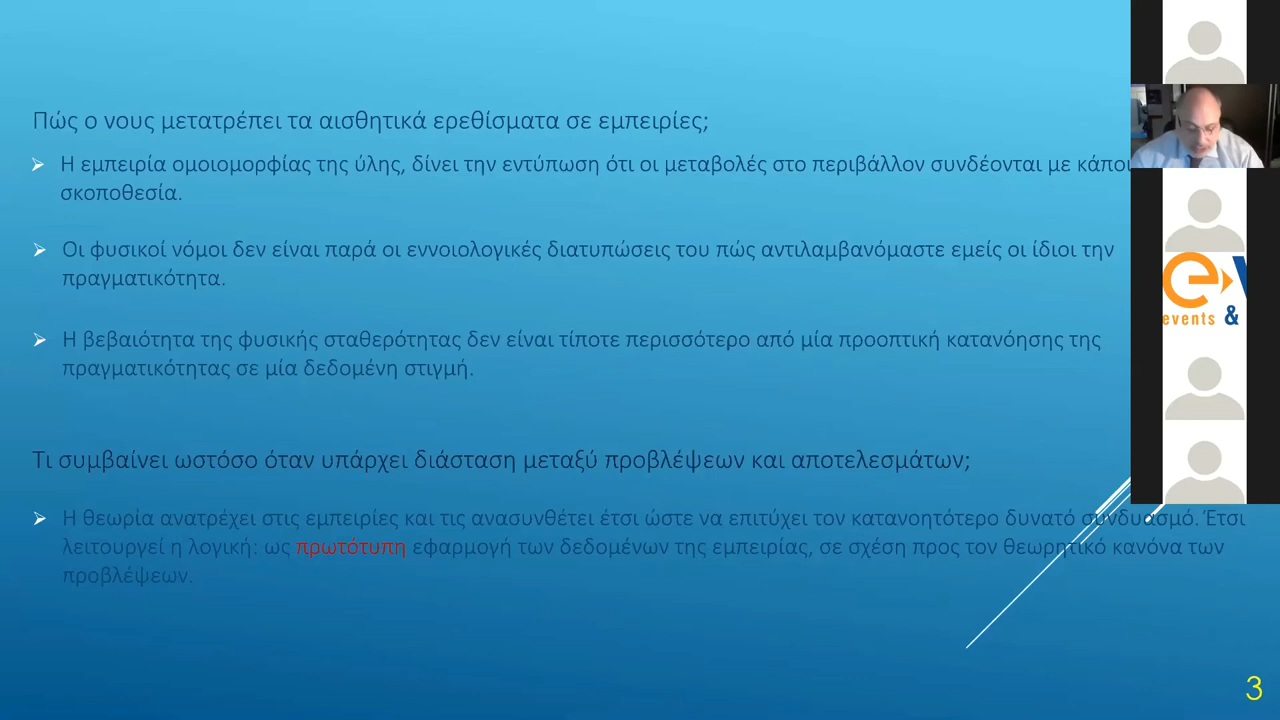 Πώς ο νους μετατρέπει τα αισθητικά ερεθίσματα σε εμπειρίες;
Η εμπειρία ομοιομορφίας της ύλης, δίνει την εντύπωση ότι οι μεταβολές στο περιβάλλον συνδέονται με
σκοποθεσία.
Οι φυσικοί νόμοι δεν είναι παρά οι εννοιολογικές διατυπώσεις του πώς αντιλαμβανόμαστε εμείς οι ίδιοι την
πραγματικότητα.
Η βεβαιότητα της φυσικής σταθερότητας δεν είναι τίποτε περισσότερο από μία προοπτική κατανόησης της
πραγματικότητας σε μία δεδομένη στιγμή.
Τι συμβαίνει ωστόσο όταν υπάρχει διάσταση μεταξύ προβλέψεων και αποτελεσμάτων;
Η θεωρία ανατρέχει στις εμπειρίες και τις ανασυνθέτει έτσι ώστε να επιτύχει τον κατανοητότερο δυνατό συνδυασμό. Έτσι
λειτουργεί η λογική: ως πρωτότυπη εφαρμογή των δεδομένων της εμπειρίας, σε σχέση προς τον θεωρητικό κανόνα των
προβλέψεων.
events &
3